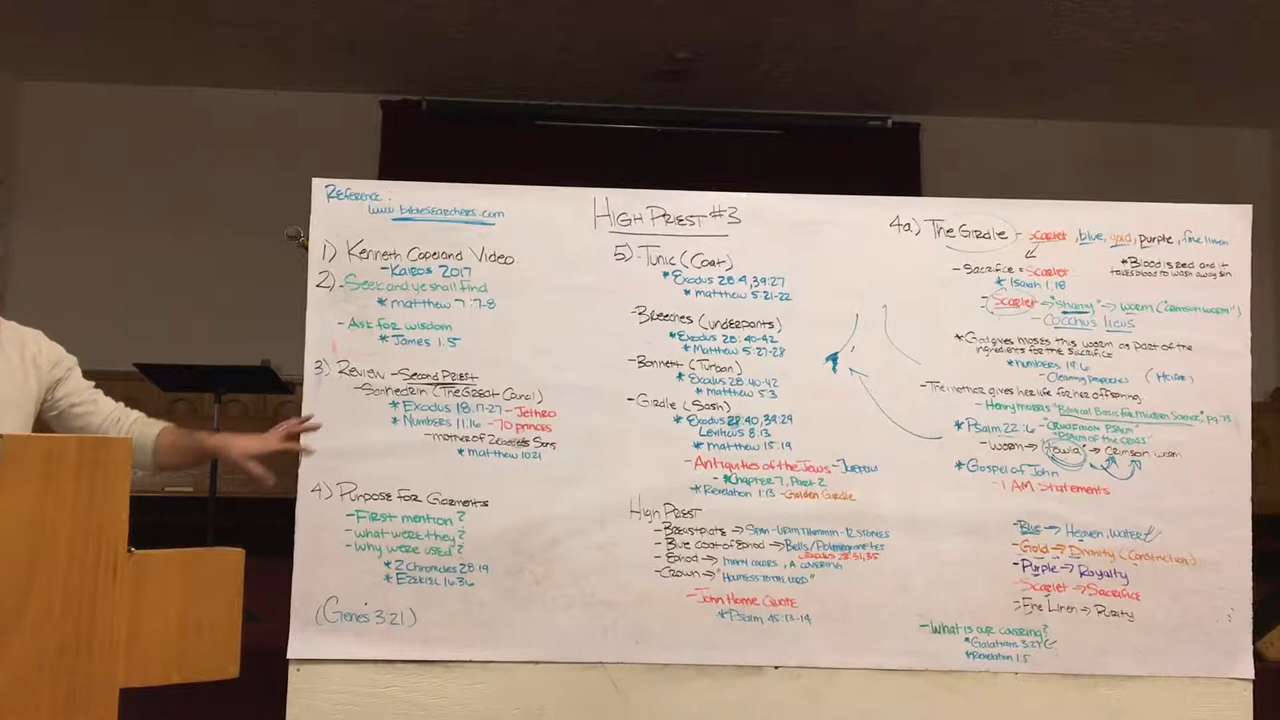 Reference:
www.biblesearchers.com
High Priest #3
1) Kenneth Copeland Video
-Kairos 2017
2) -Seek and ye shall find
* matthew 7:7-8
-Ask for wisdom
* James 1:5
3) Review - Second Priest
-Sanhedrin (The Great Council)
* Exodus 18:17-27 - Jethro
* Numbers 11:16 - 70 princes
-mother of Zebedee's Sons
* matthew 10:21
4) Purpose for Garments
-First mention?
-what were they?
-why were used?
* 2 Chronicles 28:19
* Ezekiel 16:36
(Genesis 3:21)
5) -Tunic (Coat)
* Exodus 28:4, 39:27
* matthew 5:21-22
-Breeches (underpants)
* Exodus 28:40-42
* Matthew 5:27-28
-Bonnett (Turban)
* Exodus 28:40-42
* matthew 5:3
-Girdle (Sash)
* Exodus 28:40, 39:29
Leviticus 8:13
* matthew 15:19
-Antiquities of the Jews - Josephus
* Chapter 7, Part 2
* Revelation 1:13 - Golden Girdle
High Priest
-Breastplate → Span - Urim Thummim - 12 stones
-Blue coat of Ephod → Bells/Polmegranetes
-Ephod → many colors, A covering
-Crown → "Holiness to the Lord"
-John Home Quote
* Psalm 45:13-14
4a) The Girdle - Scarlet, blue, gold, purple, fine linen
* Blood is red and it
takes blood to wash away sin
-Sacrifice = Scarlet
* Isaiah 1:18
-Scarlet → "Shaniy" → worm ("crimson worm")
- Cocchus Ilicus
* God gives moses this worm as part of the
ingredients for the sacrifice
* numbers 19:6
-Cleaning properties
-The mother gives her life for her offspring
-Henry morris "Biblical Basis for Modern Science", pg. 73
* Psalm 22:6 - "Crucifixion Psalm"
"Psalm of the Cross"
-Worm → Towla → Crimson worm
* Gospel of John
-I AM Statements
-Blue → Heaven, water
-Gold → Divinity (Construction)
-Purple → Royalty
-Scarlet → Sacrifice
-Fine Linen → Purity
-What is our covering?
* Galatians 3:27
* Revelation 1:5